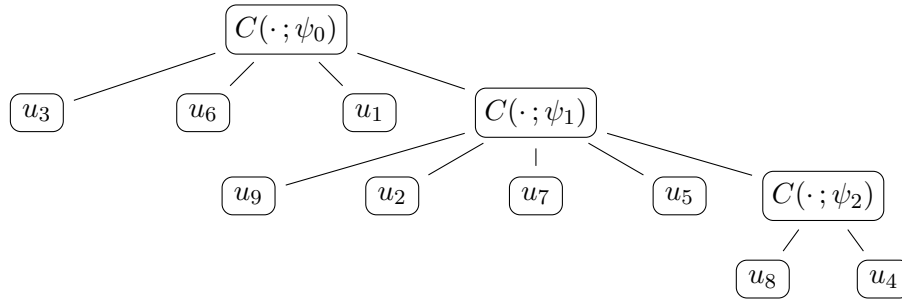 C(· ; ψ₀)
u₃ u₆ u₁ C(· ; ψ₁)
u₉ u₂ u₇ u₅ C(· ; ψ₂)
u₈ u₄